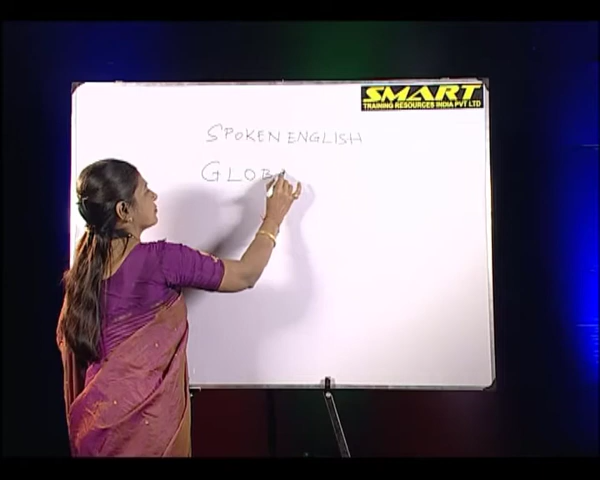 SMART
TRAINING RESOURCES INDIA PVT LTD
SPOKEN ENGLISH
GLOB